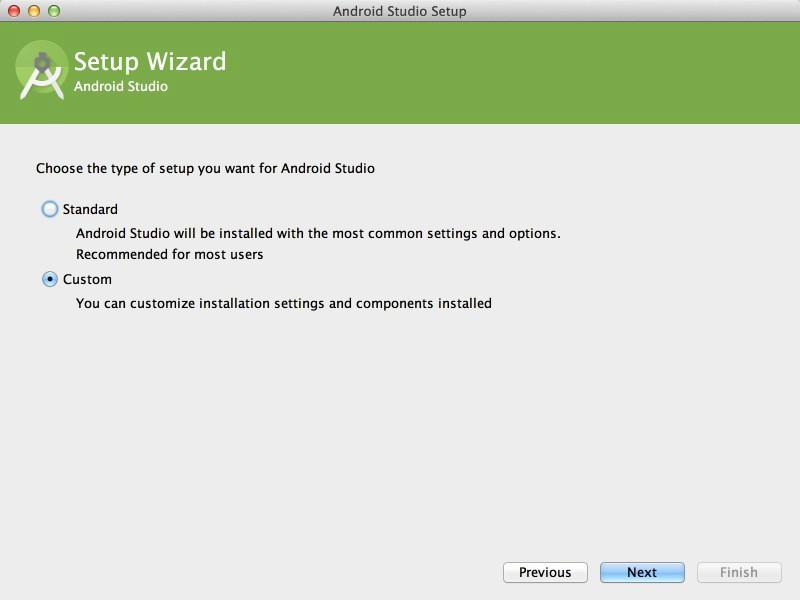 Android Studio Setup
Setup Wizard
Android Studio
Choose the type of setup you want for Android Studio
Standard
Android Studio will be installed with the most common settings and options.
Recommended for most users
Custom
You can customize installation settings and components installed
Previous Next Finish